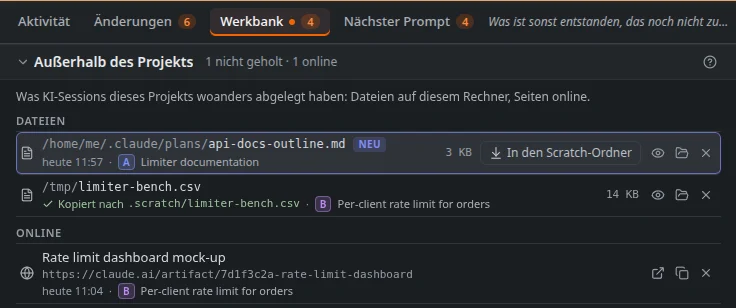 Aktivität Änderungen 6 Werkbank 4 Nächster Prompt 4 Was ist sonst entstanden, das noch nicht zu...
Außerhalb des Projekts 1 nicht geholt · 1 online
Was KI-Sessions dieses Projekts woanders abgelegt haben: Dateien auf diesem Rechner, Seiten online.
DATEIEN
/home/me/.claude/plans/api-docs-outline.md NEU 3 KB In den Scratch-Ordner
heute 11:57 · A Limiter documentation
/tmp/limiter-bench.csv 14 KB
Kopiert nach .scratch/limiter-bench.csv · B Per-client rate limit for orders
ONLINE
Rate limit dashboard mock-up
https://claude.ai/artifact/7d1f3c2a-rate-limit-dashboard
heute 11:04 · B Per-client rate limit for orders